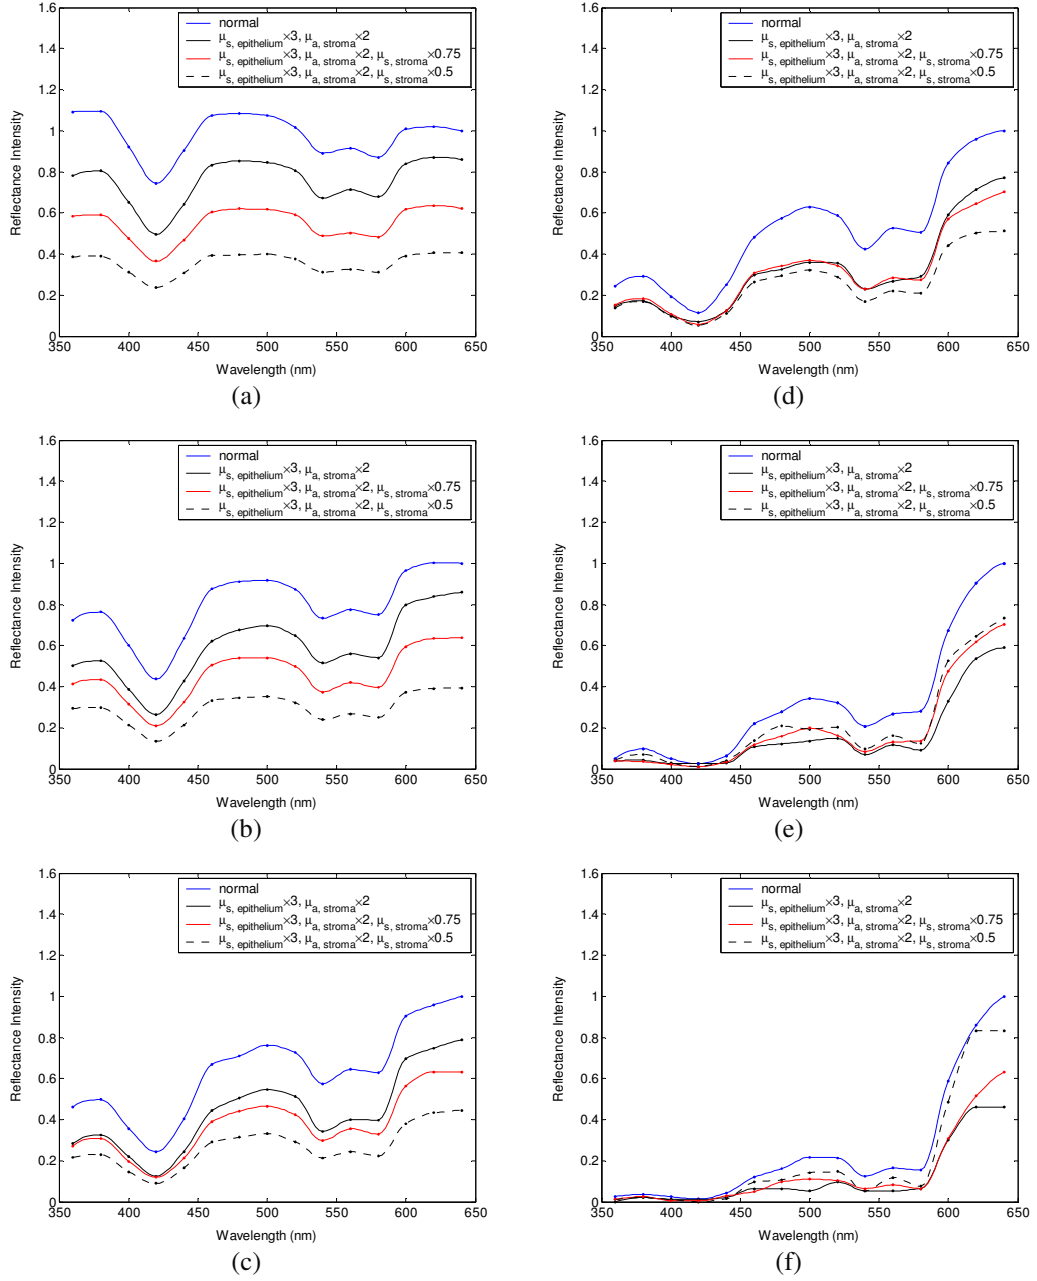 1.6
1.4
1.2
1
0.8
0.6
0.4
0.2
0
350 400 450 500 550 600 650
Reflectance Intensity
Wavelength (nm)
normal
μs, epithelium×3, μa, stroma×2
μs, epithelium×3, μa, stroma×2, μs, stroma×0.75
μs, epithelium×3, μa, stroma×2, μs, stroma×0.5
(a)
1.6
1.4
1.2
1
0.8
0.6
0.4
0.2
0
350 400 450 500 550 600 650
Reflectance Intensity
Wavelength (nm)
normal
μs, epithelium×3, μa, stroma×2
μs, epithelium×3, μa, stroma×2, μs, stroma×0.75
μs, epithelium×3, μa, stroma×2, μs, stroma×0.5
(d)
1.6
1.4
1.2
1
0.8
0.6
0.4
0.2
0
350 400 450 500 550 600 650
Reflectance Intensity
Wavelength (nm)
normal
μs, epithelium×3, μa, stroma×2
μs, epithelium×3, μa, stroma×2, μs, stroma×0.75
μs, epithelium×3, μa, stroma×2, μs, stroma×0.5
(b)
1.6
1.4
1.2
1
0.8
0.6
0.4
0.2
0
350 400 450 500 550 600 650
Reflectance Intensity
Wavelength (nm)
normal
μs, epithelium×3, μa, stroma×2
μs, epithelium×3, μa, stroma×2, μs, stroma×0.75
μs, epithelium×3, μa, stroma×2, μs, stroma×0.5
(e)
1.6
1.4
1.2
1
0.8
0.6
0.4
0.2
0
350 400 450 500 550 600 650
Reflectance Intensity
Wavelength (nm)
normal
μs, epithelium×3, μa, stroma×2
μs, epithelium×3, μa, stroma×2, μs, stroma×0.75
μs, epithelium×3, μa, stroma×2, μs, stroma×0.5
(c)
1.6
1.4
1.2
1
0.8
0.6
0.4
0.2
0
350 400 450 500 550 600 650
Reflectance Intensity
Wavelength (nm)
normal
μs, epithelium×3, μa, stroma×2
μs, epithelium×3, μa, stroma×2, μs, stroma×0.75
μs, epithelium×3, μa, stroma×2, μs, stroma×0.5
(f)